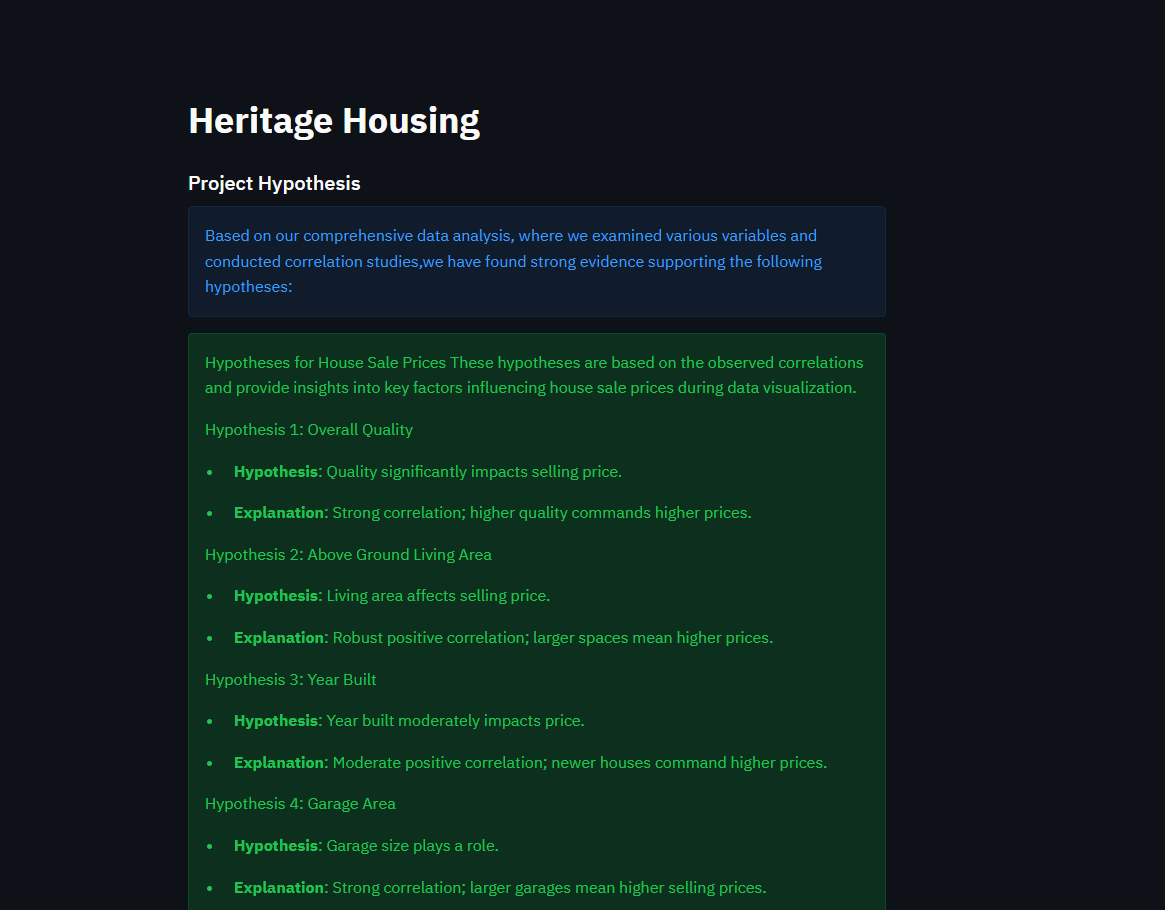 Heritage Housing
Project Hypothesis
Based on our comprehensive data analysis, where we examined various variables and
conducted correlation studies,we have found strong evidence supporting the following
hypotheses:
Hypotheses for House Sale Prices These hypotheses are based on the observed correlations
and provide insights into key factors influencing house sale prices during data visualization.
Hypothesis 1: Overall Quality
• Hypothesis: Quality significantly impacts selling price.
• Explanation: Strong correlation; higher quality commands higher prices.
Hypothesis 2: Above Ground Living Area
• Hypothesis: Living area affects selling price.
• Explanation: Robust positive correlation; larger spaces mean higher prices.
Hypothesis 3: Year Built
• Hypothesis: Year built moderately impacts price.
• Explanation: Moderate positive correlation; newer houses command higher prices.
Hypothesis 4: Garage Area
• Hypothesis: Garage size plays a role.
• Explanation: Strong correlation; larger garages mean higher selling prices.